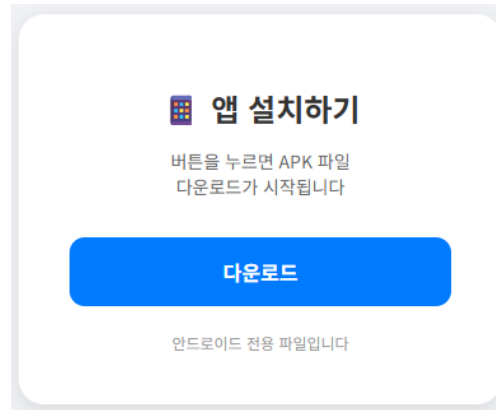 앱 설치하기
버튼을 누르면 APK 파일
다운로드가 시작됩니다
다운로드
안드로이드 전용 파일입니다